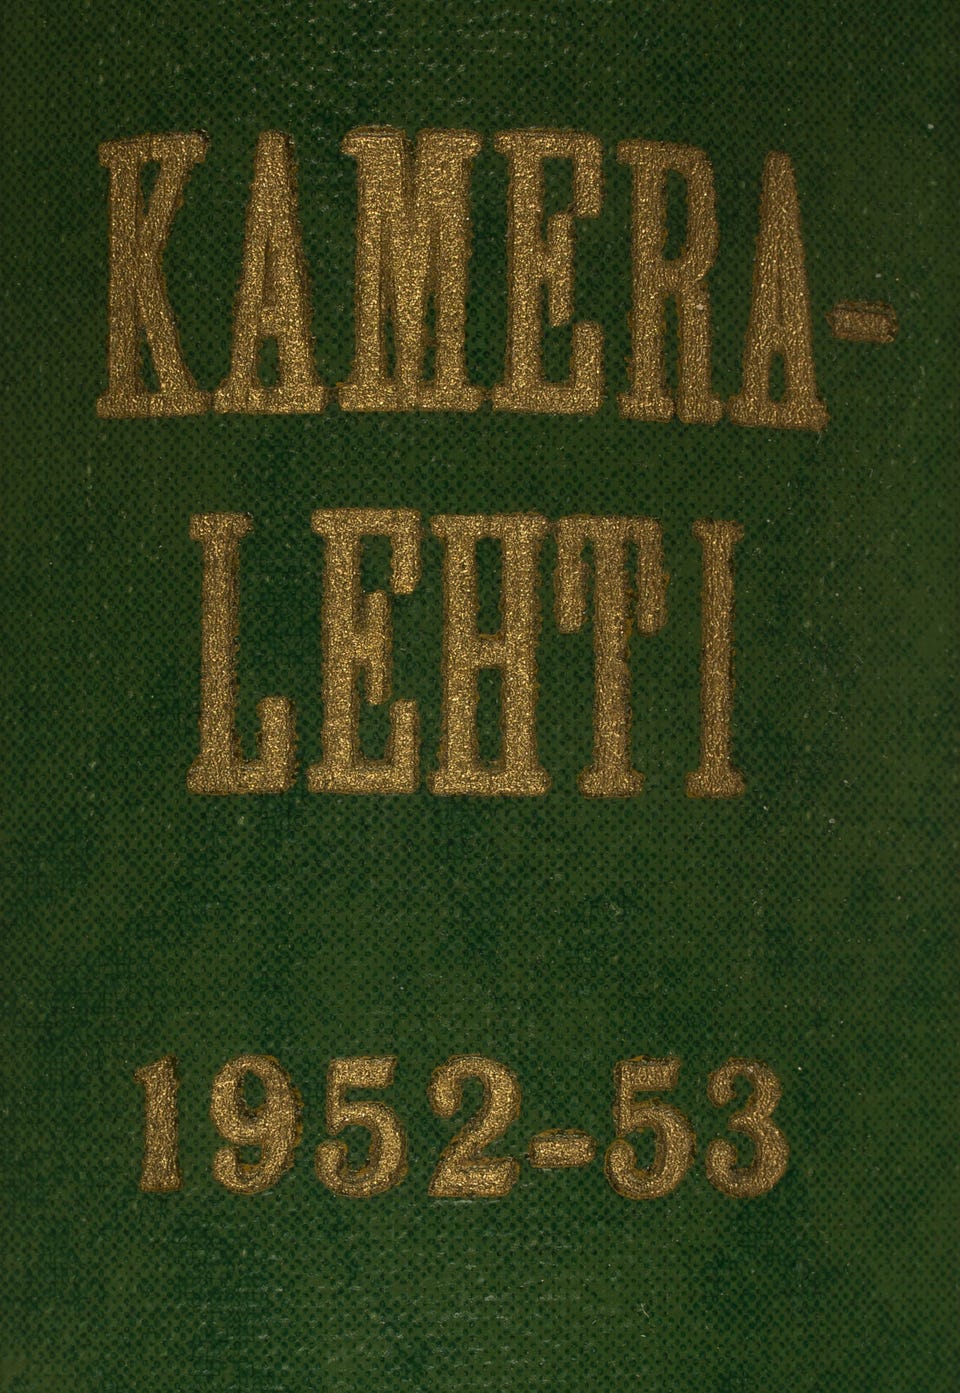 KAMERA-
LEHTI
1952-53